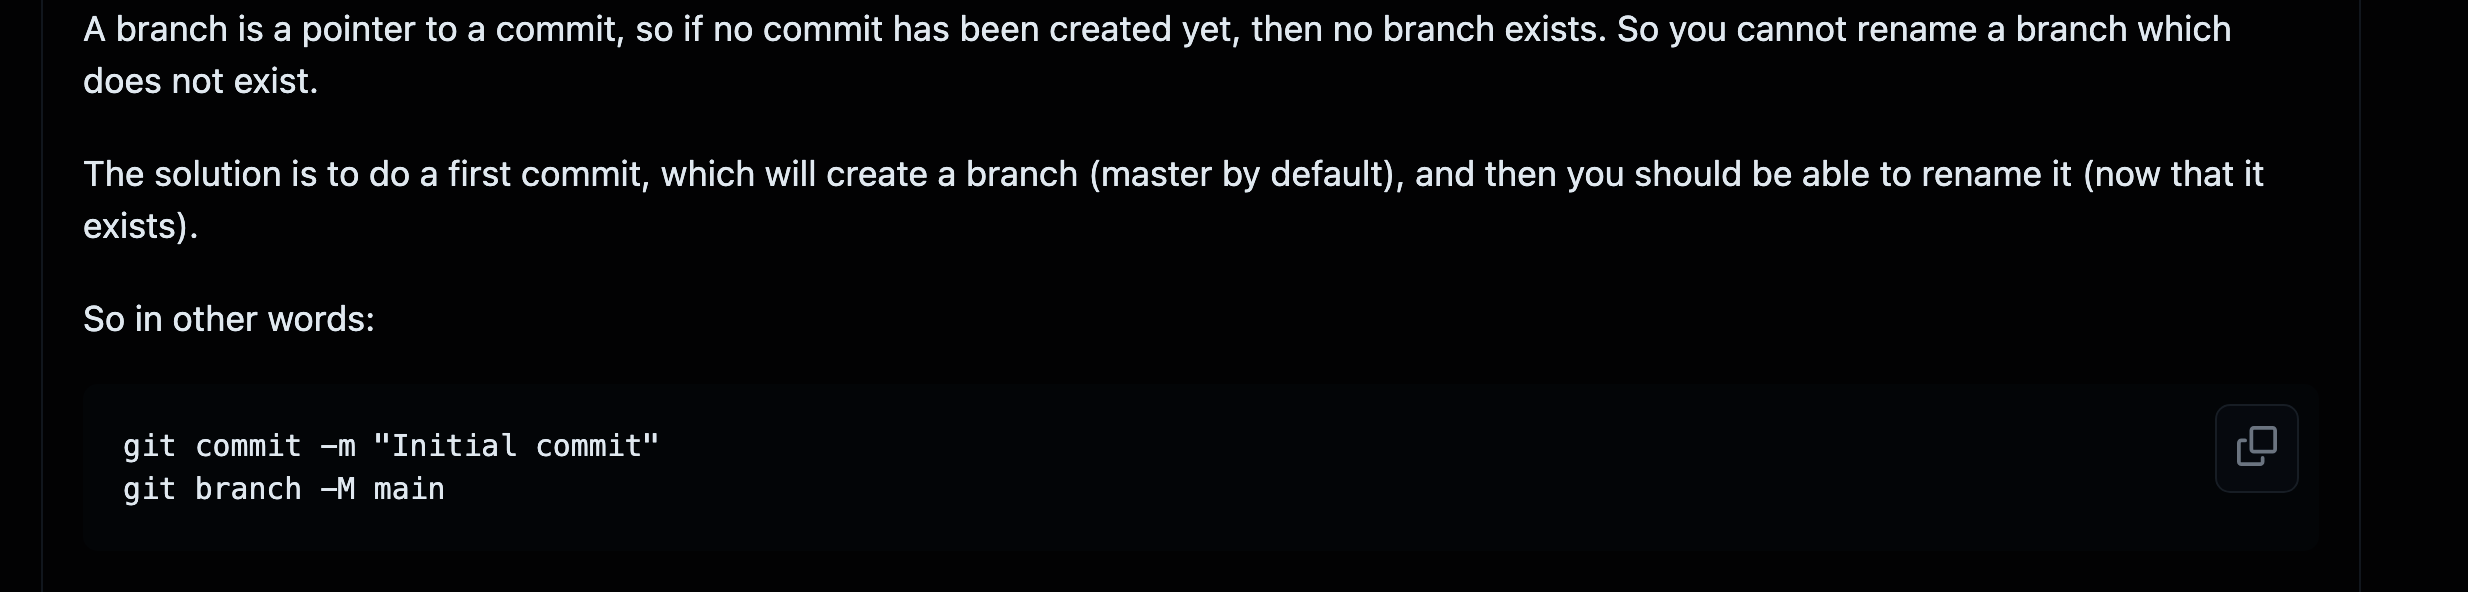 A branch is a pointer to a commit, so if no commit has been created yet, then no branch exists. So you cannot rename a branch which
does not exist.
The solution is to do a first commit, which will create a branch (master by default), and then you should be able to rename it (now that it
exists).
So in other words:
git commit -m "Initial commit"
git branch -M main